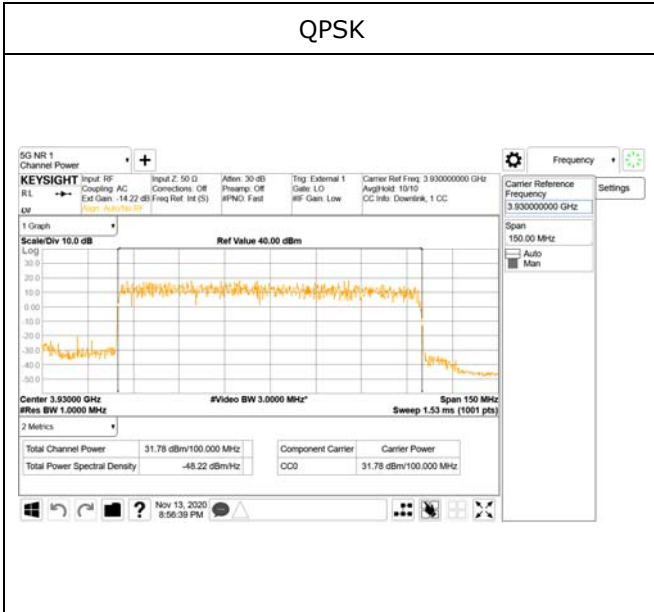 QPSK
5G NR 1
Channel Power
Frequency
KEYSIGHT
RL
Input: RF
Coupling: AC
Ext Gain: -14.22 dB
Align: Auto/No RF
Input Z: 50 Ω
Corrections: Off
Freq Ref: Int (S)
Atten: 30 dB
Preamp: Off
#PNO: Fast
Trig: External 1
Gate: LO
#IF Gain: Low
Carrier Ref Freq: 3.930000000 GHz
Avg|Hold: 10/10
CC Info: Downlink, 1 CC
Carrier Reference
Frequency
3.930000000 GHz
Settings
Span
150.00 MHz
Auto
Man
1 Graph
Scale/Div 10.0 dB
Ref Value 40.00 dBm
Log
30.0
20.0
10.0
0.00
-10.0
-20.0
-30.0
-40.0
-50.0
Center 3.93000 GHz
#Video BW 3.0000 MHz*
Span 150 MHz
#Res BW 1.0000 MHz
Sweep 1.53 ms (1001 pts)
2 Metrics
Total Channel Power 31.78 dBm/100.000 MHz
Total Power Spectral Density -48.22 dBm/Hz
Component Carrier Carrier Power
CC0 31.78 dBm/100.000 MHz
?
Nov 13, 2020
8:56:39 PM